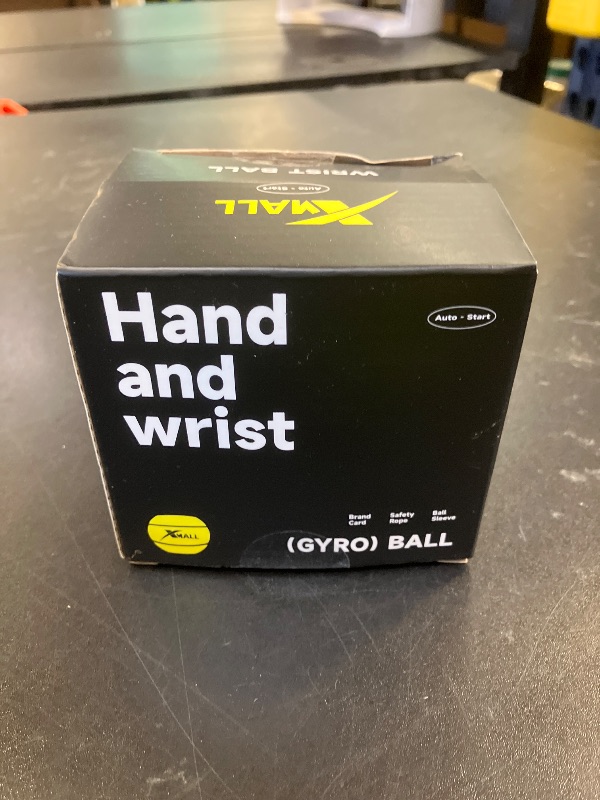 WRIST BALL
Auto - Start
XMALL
Hand
and
wrist
Auto - Start
Brand Card
Safety Rope
Ball Sleeve
XMALL
(GYRO) BALL